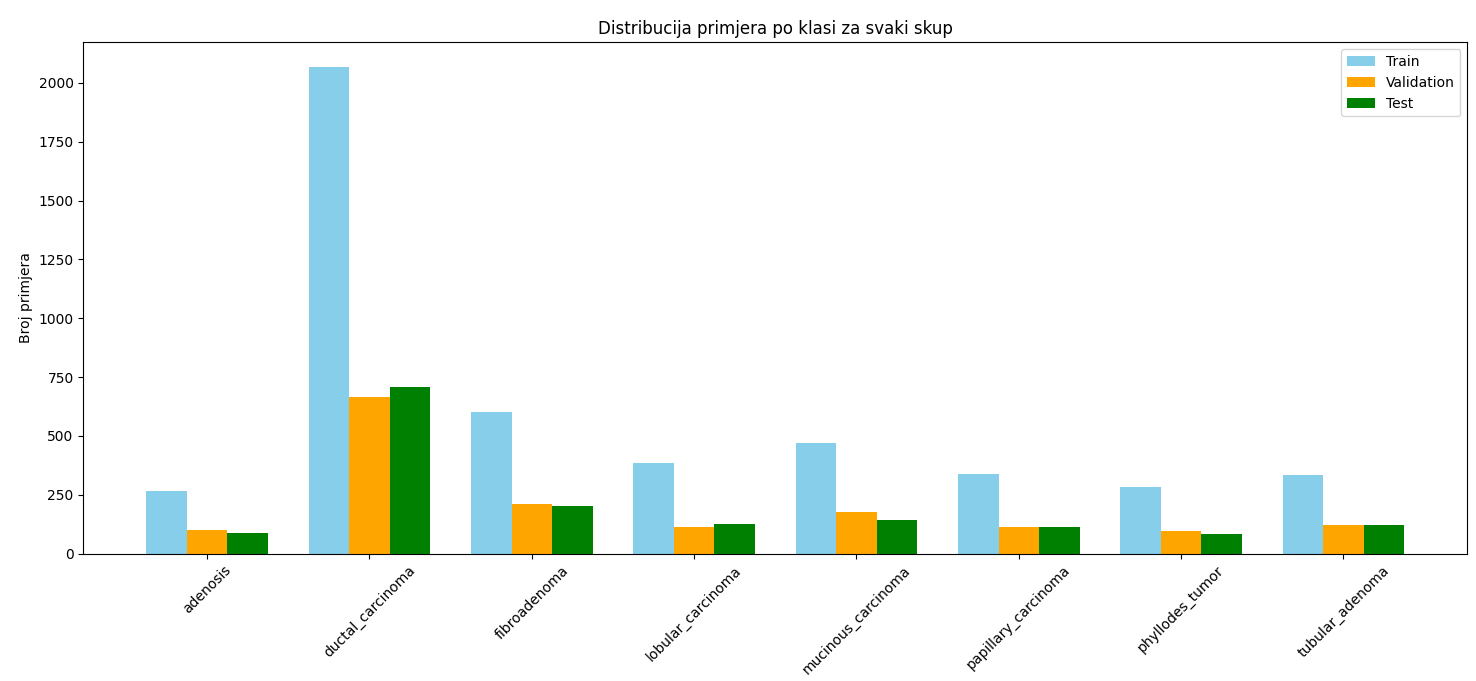 Distribucija primjera po klasi za svaki skup
Train
Validation
Test
Broj primjera
2000
1750
1500
1250
1000
750
500
250
0
adenosis
ductal_carcinoma
fibroadenoma
lobular_carcinoma
mucinous_carcinoma
papillary_carcinoma
phyllodes_tumor
tubular_adenoma